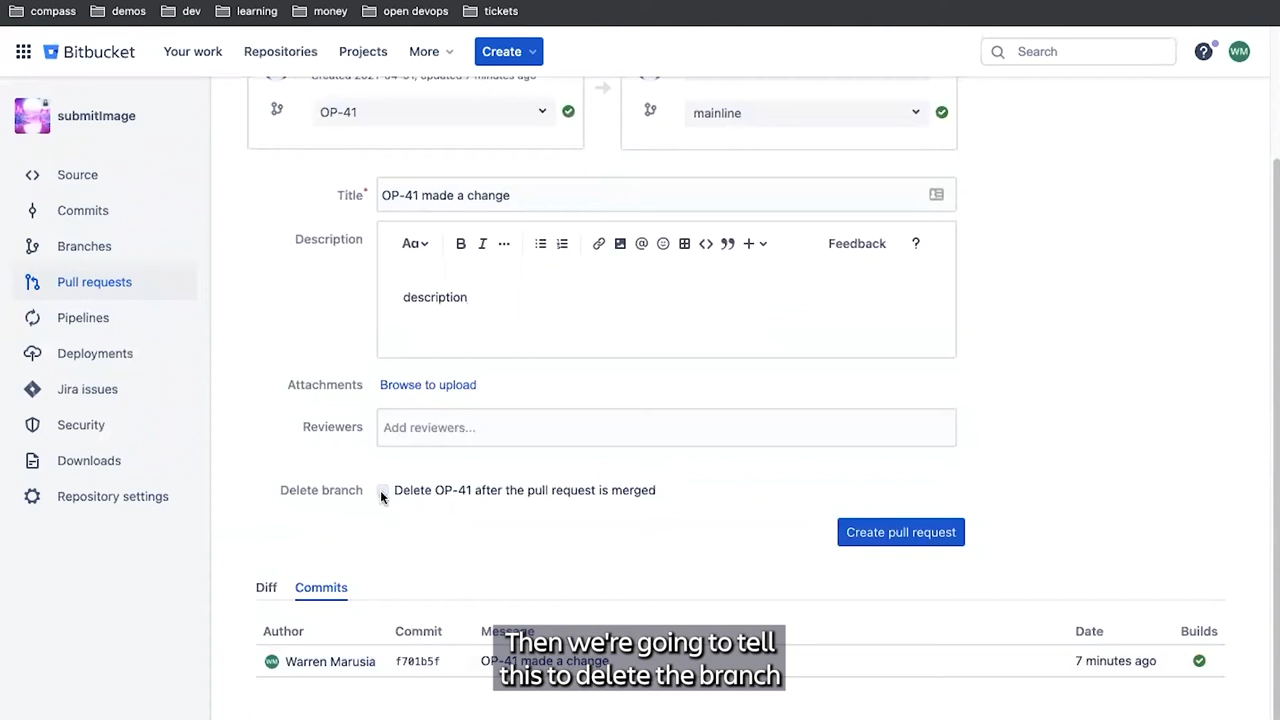 compass demos dev learning money open devops tickets
Bitbucket Your work Repositories Projects More Create Search WM
submitImage
Source
Commits
Branches
Pull requests
Pipelines
Deployments
Jira issues
Security
Downloads
Repository settings
Created 2021-04-31, updated 7 minutes ago
OP-41 mainline
Title* OP-41 made a change
Description Aa B I ... Feedback ?
description
Attachments Browse to upload
Reviewers Add reviewers...
Delete branch Delete OP-41 after the pull request is merged
Create pull request
Diff Commits
Author Commit Message Date Builds
WM Warren Marusia f701b5f OP-41 made a change 7 minutes ago
Then we're going to tell
this to delete the branch